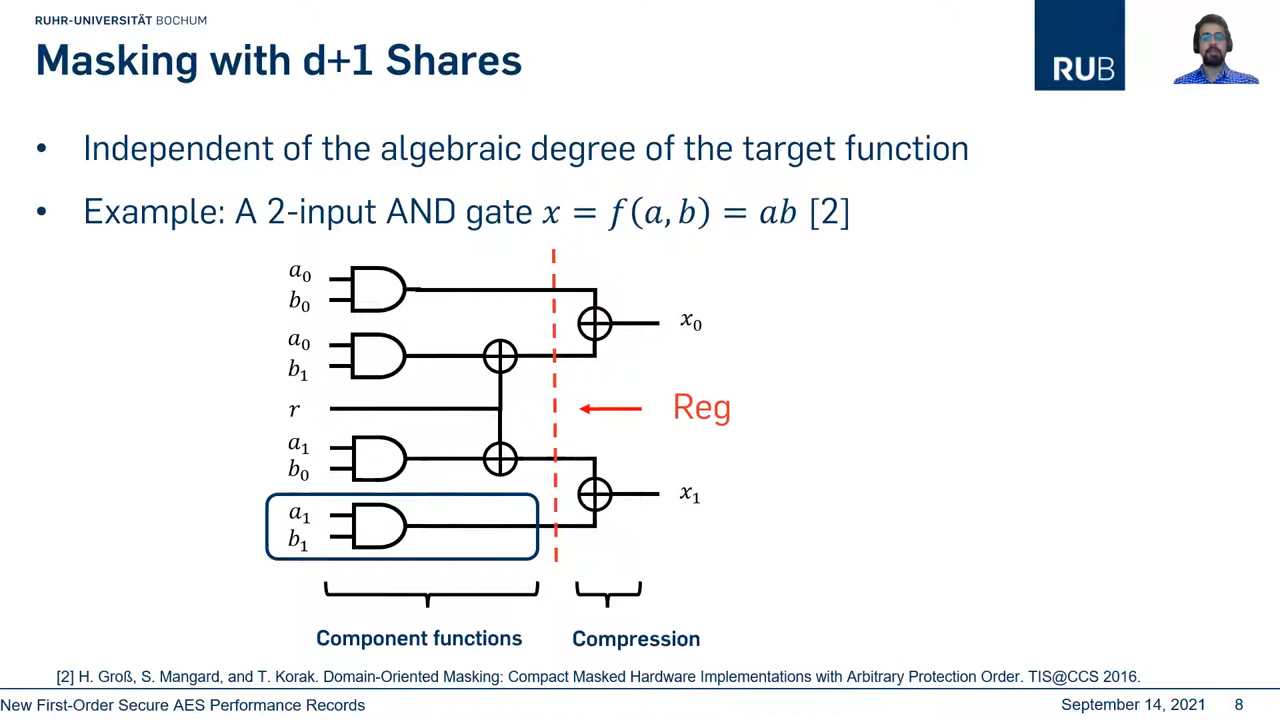 RUHR-UNIVERSITÄT BOCHUM
Masking with d+1 Shares
RUB
• Independent of the algebraic degree of the target function
• Example: A 2-input AND gate x = f(a, b) = ab [2]
a₀
b₀
x₀
a₀
b₁
r
Reg
a₁
b₀
x₁
a₁
b₁
Component functions
Compression
[2] H. Groß, S. Mangard, and T. Korak. Domain-Oriented Masking: Compact Masked Hardware Implementations with Arbitrary Protection Order. TIS@CCS 2016.
New First-Order Secure AES Performance Records
September 14, 2021
8